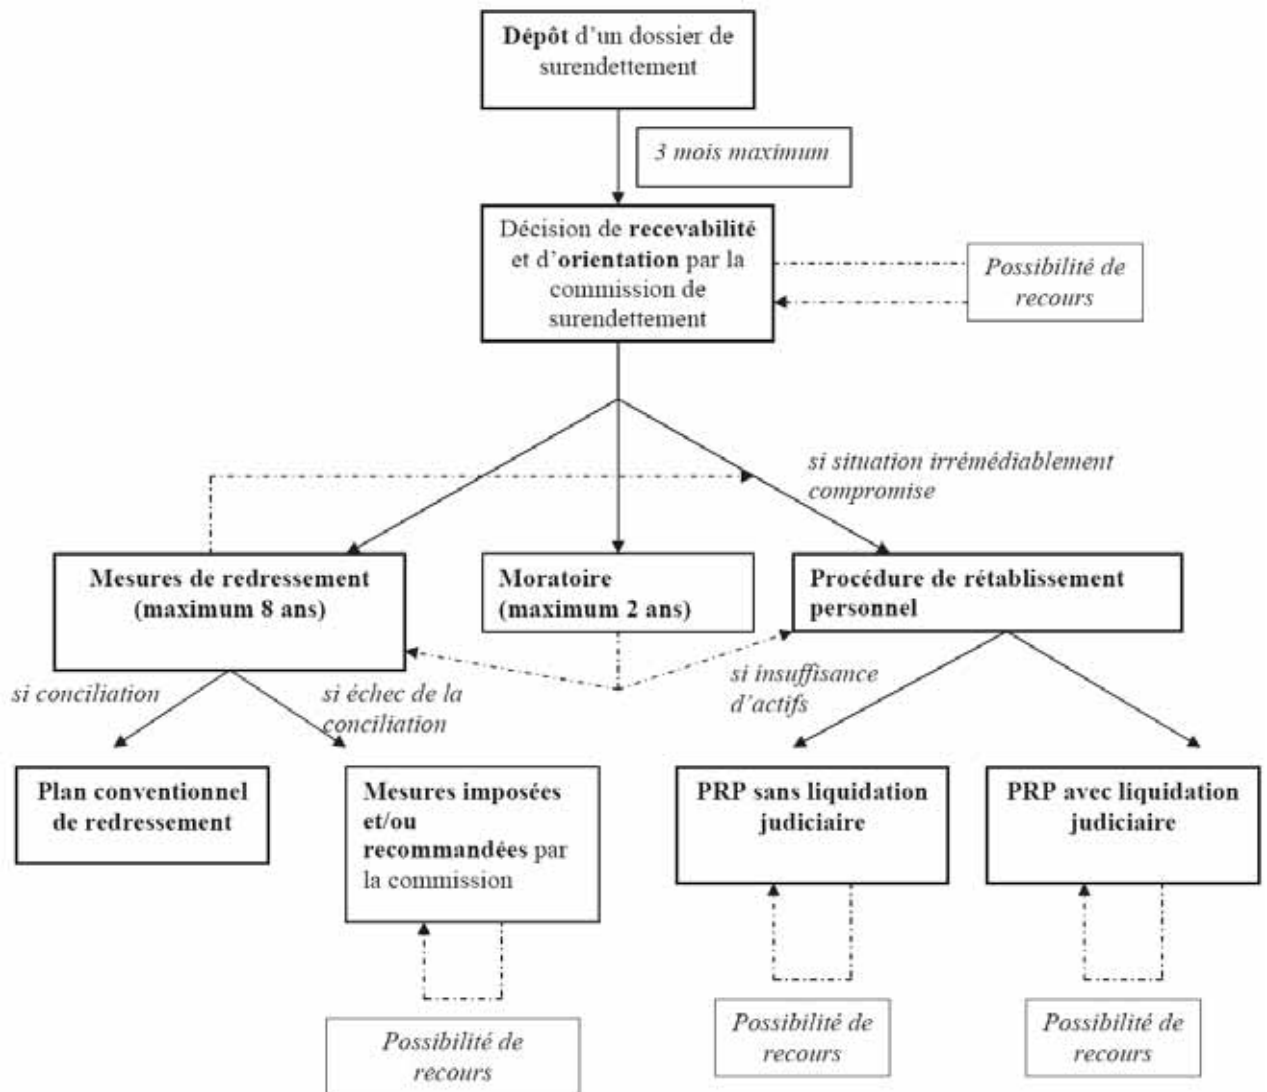 Dépôt d'un dossier de
surendettement
3 mois maximum
Décision de recevabilité
et d'orientation par la
commission de
surendettement
Possibilité de
recours
si situation irrémédiablement
compromise
Mesures de redressement
(maximum 8 ans)
Moratoire
(maximum 2 ans)
Procédure de rétablissement
personnel
si conciliation
si échec de la
conciliation
si insuffisance
d'actifs
Plan conventionnel
de redressement
Mesures imposées
et/ou
recommandées par
la commission
PRP sans liquidation
judiciaire
PRP avec liquidation
judiciaire
Possibilité de
recours
Possibilité de
recours
Possibilité de
recours